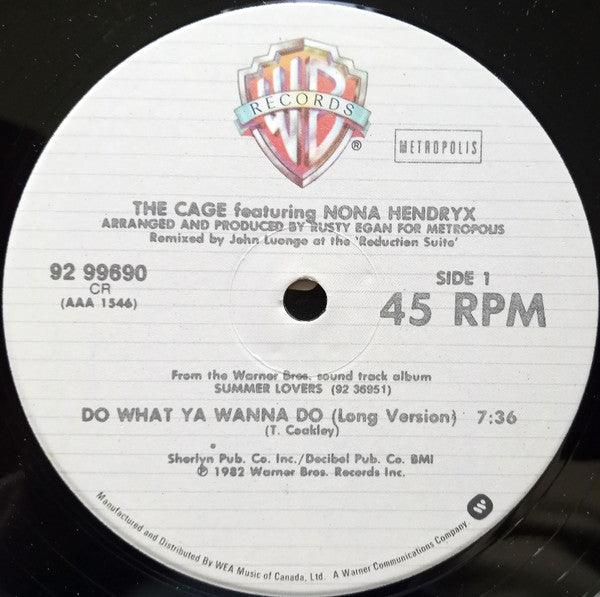 WB
RECORDS
®
METROPOLIS
THE CAGE featuring NONA HENDRYX
ARRANGED AND PRODUCED BY RUSTY EGAN FOR METROPOLIS
Remixed by John Luongo at the 'Reduction Suite'
92 99690
CR
(AAA 1546)
SIDE 1
45 RPM
From the Warner Bros. sound track album
SUMMER LOVERS (92 36951)
DO WHAT YA WANNA DO (Long Version) 7:36
(T. Coakley)
Sherlyn Pub. Co. Inc./Decibel Pub. Co. BMI
℗ 1982 Warner Bros. Records Inc.
Manufactured and Distributed By WEA Music of Canada, Ltd. A Warner Communications Company